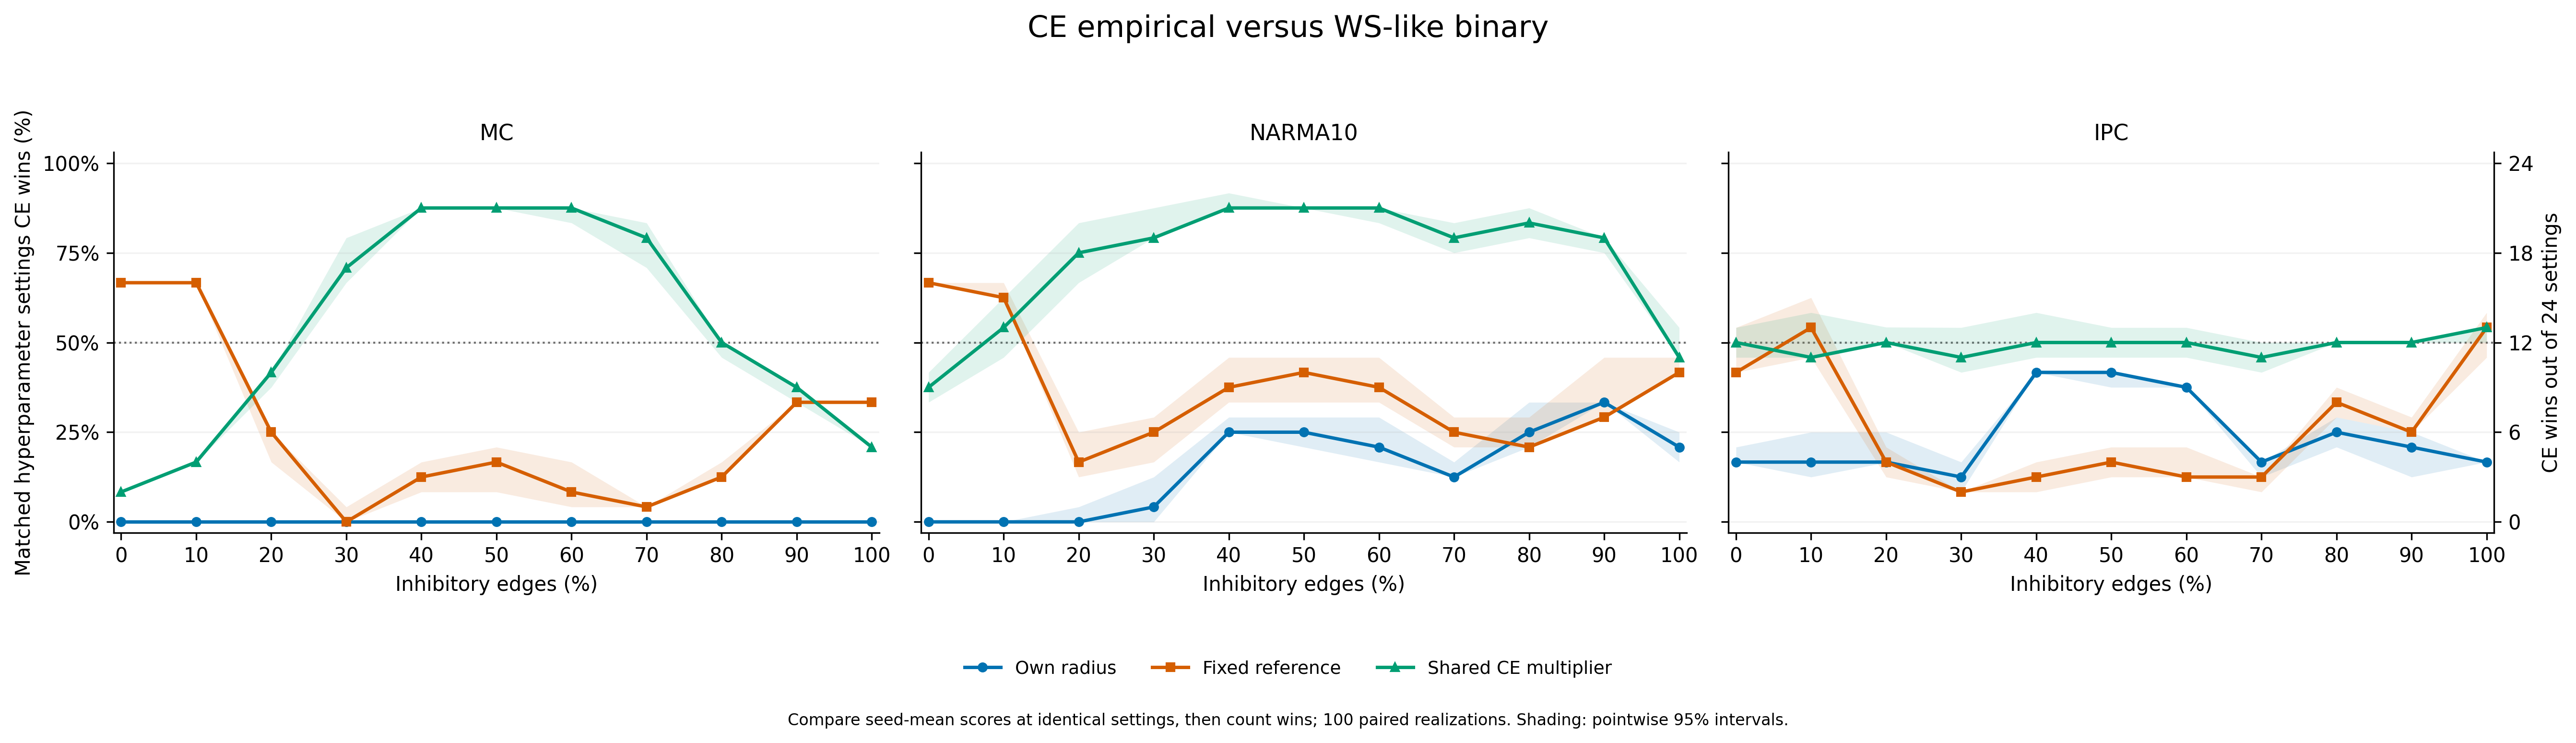 CE empirical versus WS-like binary
MC
NARMA10
IPC
Matched hyperparameter settings CE wins (%)
100%
75%
50%
25%
0%
0 10 20 30 40 50 60 70 80 90 100
Inhibitory edges (%)
0 10 20 30 40 50 60 70 80 90 100
Inhibitory edges (%)
0 10 20 30 40 50 60 70 80 90 100
Inhibitory edges (%)
24
18
12
6
0
CE wins out of 24 settings
Own radius
Fixed reference
Shared CE multiplier
Compare seed-mean scores at identical settings, then count wins; 100 paired realizations. Shading: pointwise 95% intervals.